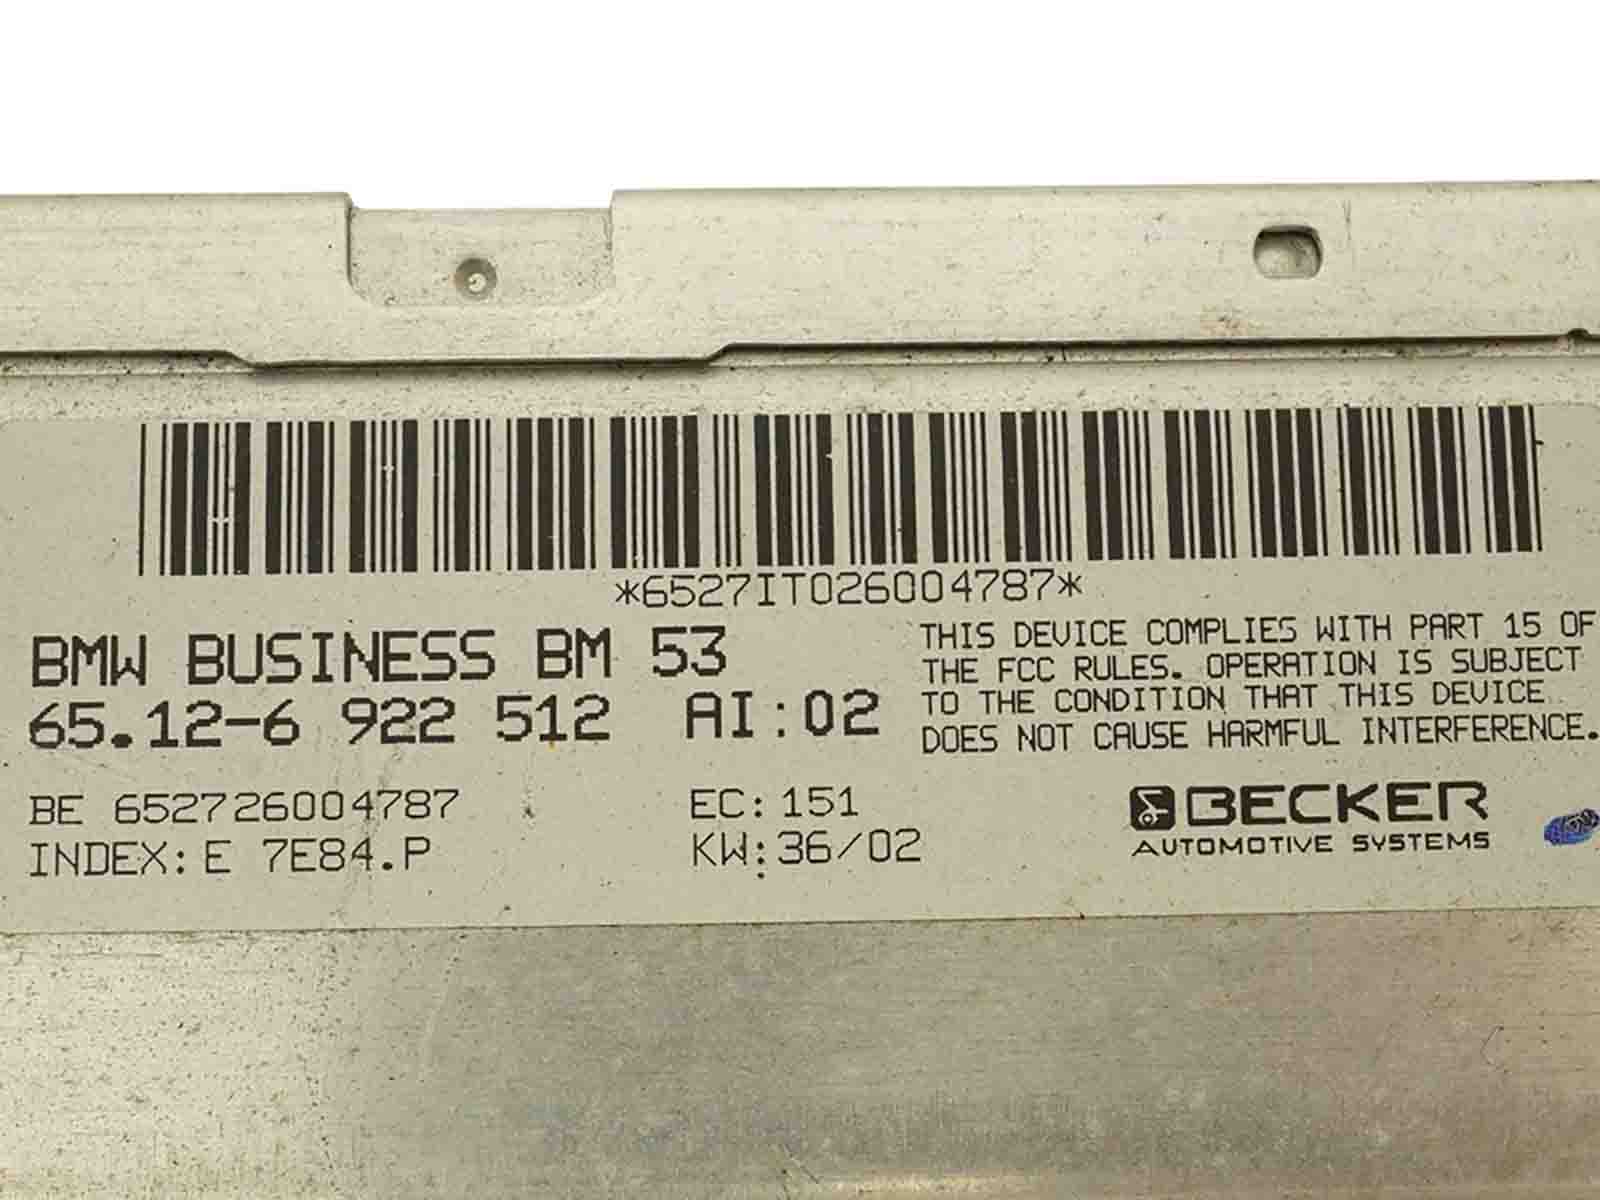 *6527IT026004787*
BMW BUSINESS BM 53
65.12-6 922 512 AI:02
THIS DEVICE COMPLIES WITH PART 15 OF
THE FCC RULES. OPERATION IS SUBJECT
TO THE CONDITION THAT THIS DEVICE
DOES NOT CAUSE HARMFUL INTERFERENCE.
BE 652726004787
INDEX: E 7E84.P
EC: 151
KW: 36/02
BECKER
AUTOMOTIVE SYSTEMS